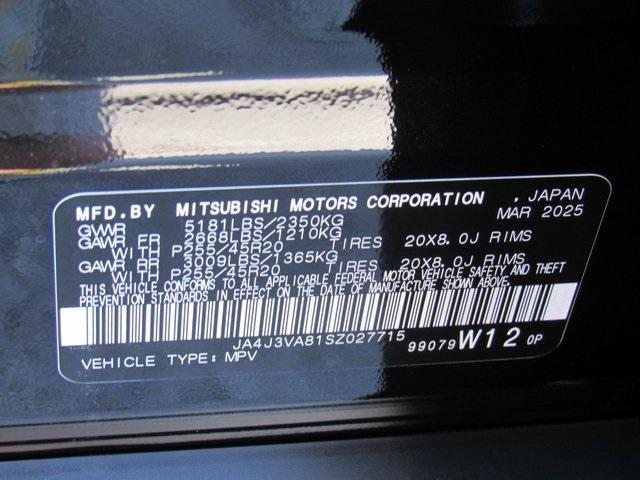 MFD.BY MITSUBISHI MOTORS CORPORATION , JAPAN
MAR 2025
GVWR 5181LBS/2350KG
GAWR FR 2668LBS/1210KG
WITH P255/45R20 TIRES 20X8.0J RIMS
GAWR RR 3009LBS/1365KG
WITH P255/45R20 TIRES 20X8.0J RIMS
THIS VEHICLE CONFORMS TO ALL APPLICABLE FEDERAL MOTOR VEHICLE SAFETY AND THEFT
PREVENTION STANDARDS IN EFFECT ON THE DATE OF MANUFACTURE SHOWN ABOVE.
JA4J3VA81SZ027715
99079 W12 0P
VEHICLE TYPE: MPV